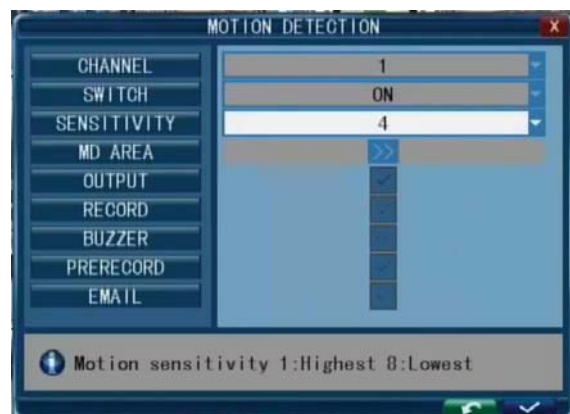 MOTION DETECTION X
CHANNEL 1
SWITCH ON
SENSITIVITY 4
MD AREA >>
OUTPUT
RECORD
BUZZER
PRERECORD
EMAIL
Motion sensitivity 1:Highest 8:Lowest